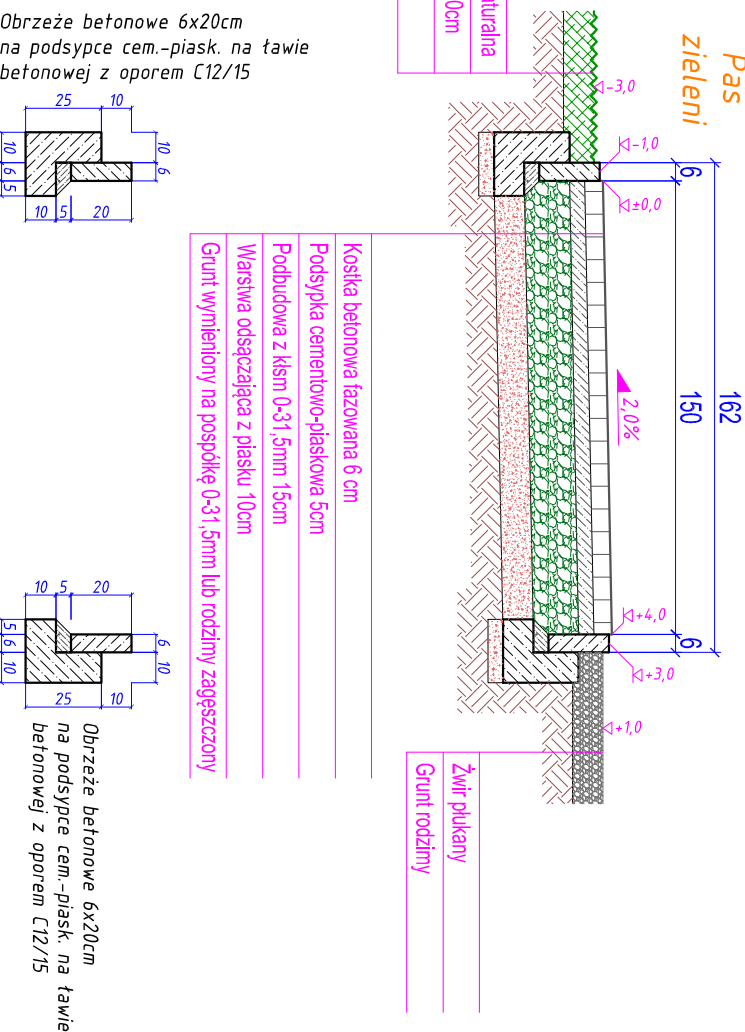 Obrzeże betonowe 6x20cm
na podsypce cem.-piask. na ławie
betonowej z oporem C12/15
25
10
10
6
5
10
6
10
5
20
aturalna
0cm
Pas
zieleni
-3,0
-1,0
±0,0
6
162
150
6
2,0%
+4,0
+3,0
+1,0
Kostka betonowa fazowana 6 cm
Podsypka cementowo-piaskowa 5cm
Podbudowa z kłsm 0-31,5mm 15cm
Warstwa odsączająca z piasku 10cm
Grunt wymieniony na pospółkę 0-31,5mm lub rodzimy zagęszczony
Żwir płukany
Grunt rodzimy
10
5
20
5
6
10
6
10
25
10
Obrzeże betonowe 6x20cm
na podsypce cem.-piask. na ławie
betonowej z oporem C12/15